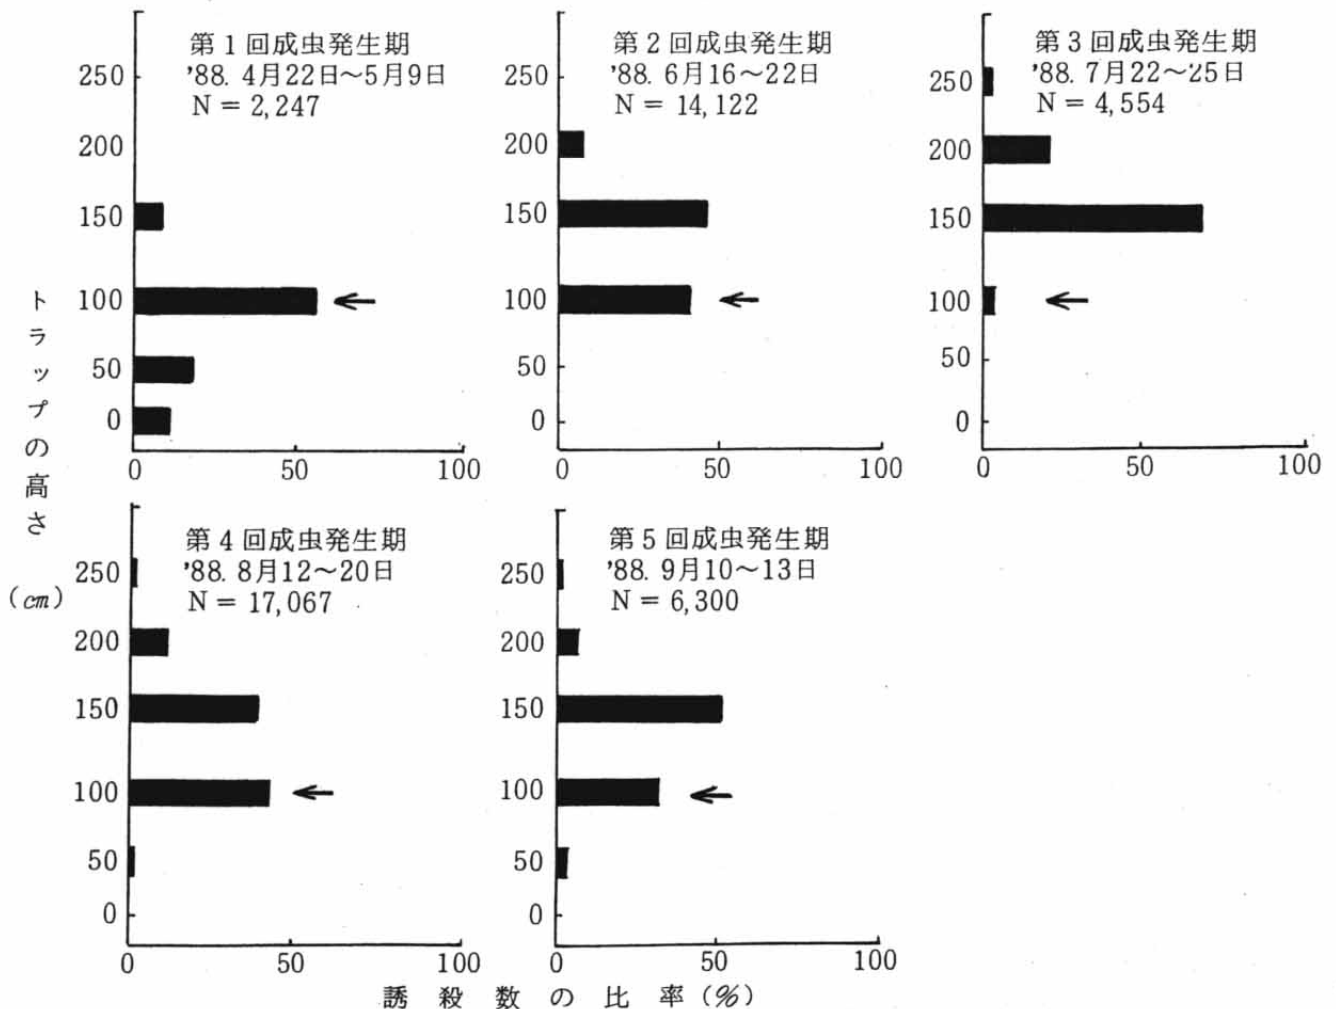 第1回成虫発生期
'88. 4月22日~5月9日
N = 2,247
250
200
150
100
50
0
0 50 100
第2回成虫発生期
'88. 6月16~22日
N = 14,122
250
200
150
100
50
0
0 50 100
第3回成虫発生期
'88. 7月22~25日
N = 4,554
250
200
150
100
50
0
0 50 100
トラップの高さ
(cm)
第4回成虫発生期
'88. 8月12~20日
N = 17,067
250
200
150
100
50
0
0 50 100
第5回成虫発生期
'88. 9月10~13日
N = 6,300
250
200
150
100
50
0
0 50 100
誘殺数の比率(%)